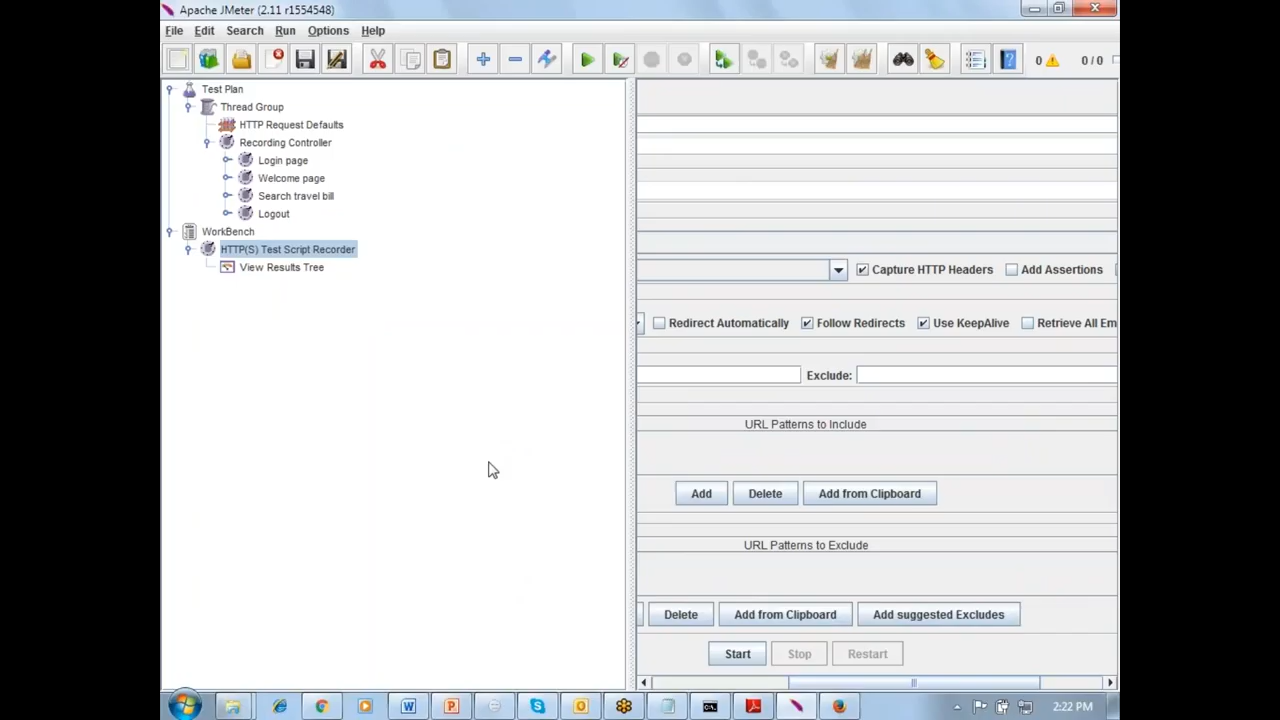 Apache JMeter (2.11 r1554548)
File Edit Search Run Options Help
0 0 / 0
Test Plan
Thread Group
HTTP Request Defaults
Recording Controller
Login page
Welcome page
Search travel bill
Logout
WorkBench
HTTP(S) Test Script Recorder
View Results Tree
Capture HTTP Headers Add Assertions
Redirect Automatically Follow Redirects Use KeepAlive Retrieve All Em
Exclude:
URL Patterns to Include
Add Delete Add from Clipboard
URL Patterns to Exclude
Delete Add from Clipboard Add suggested Excludes
Start Stop Restart
2:22 PM